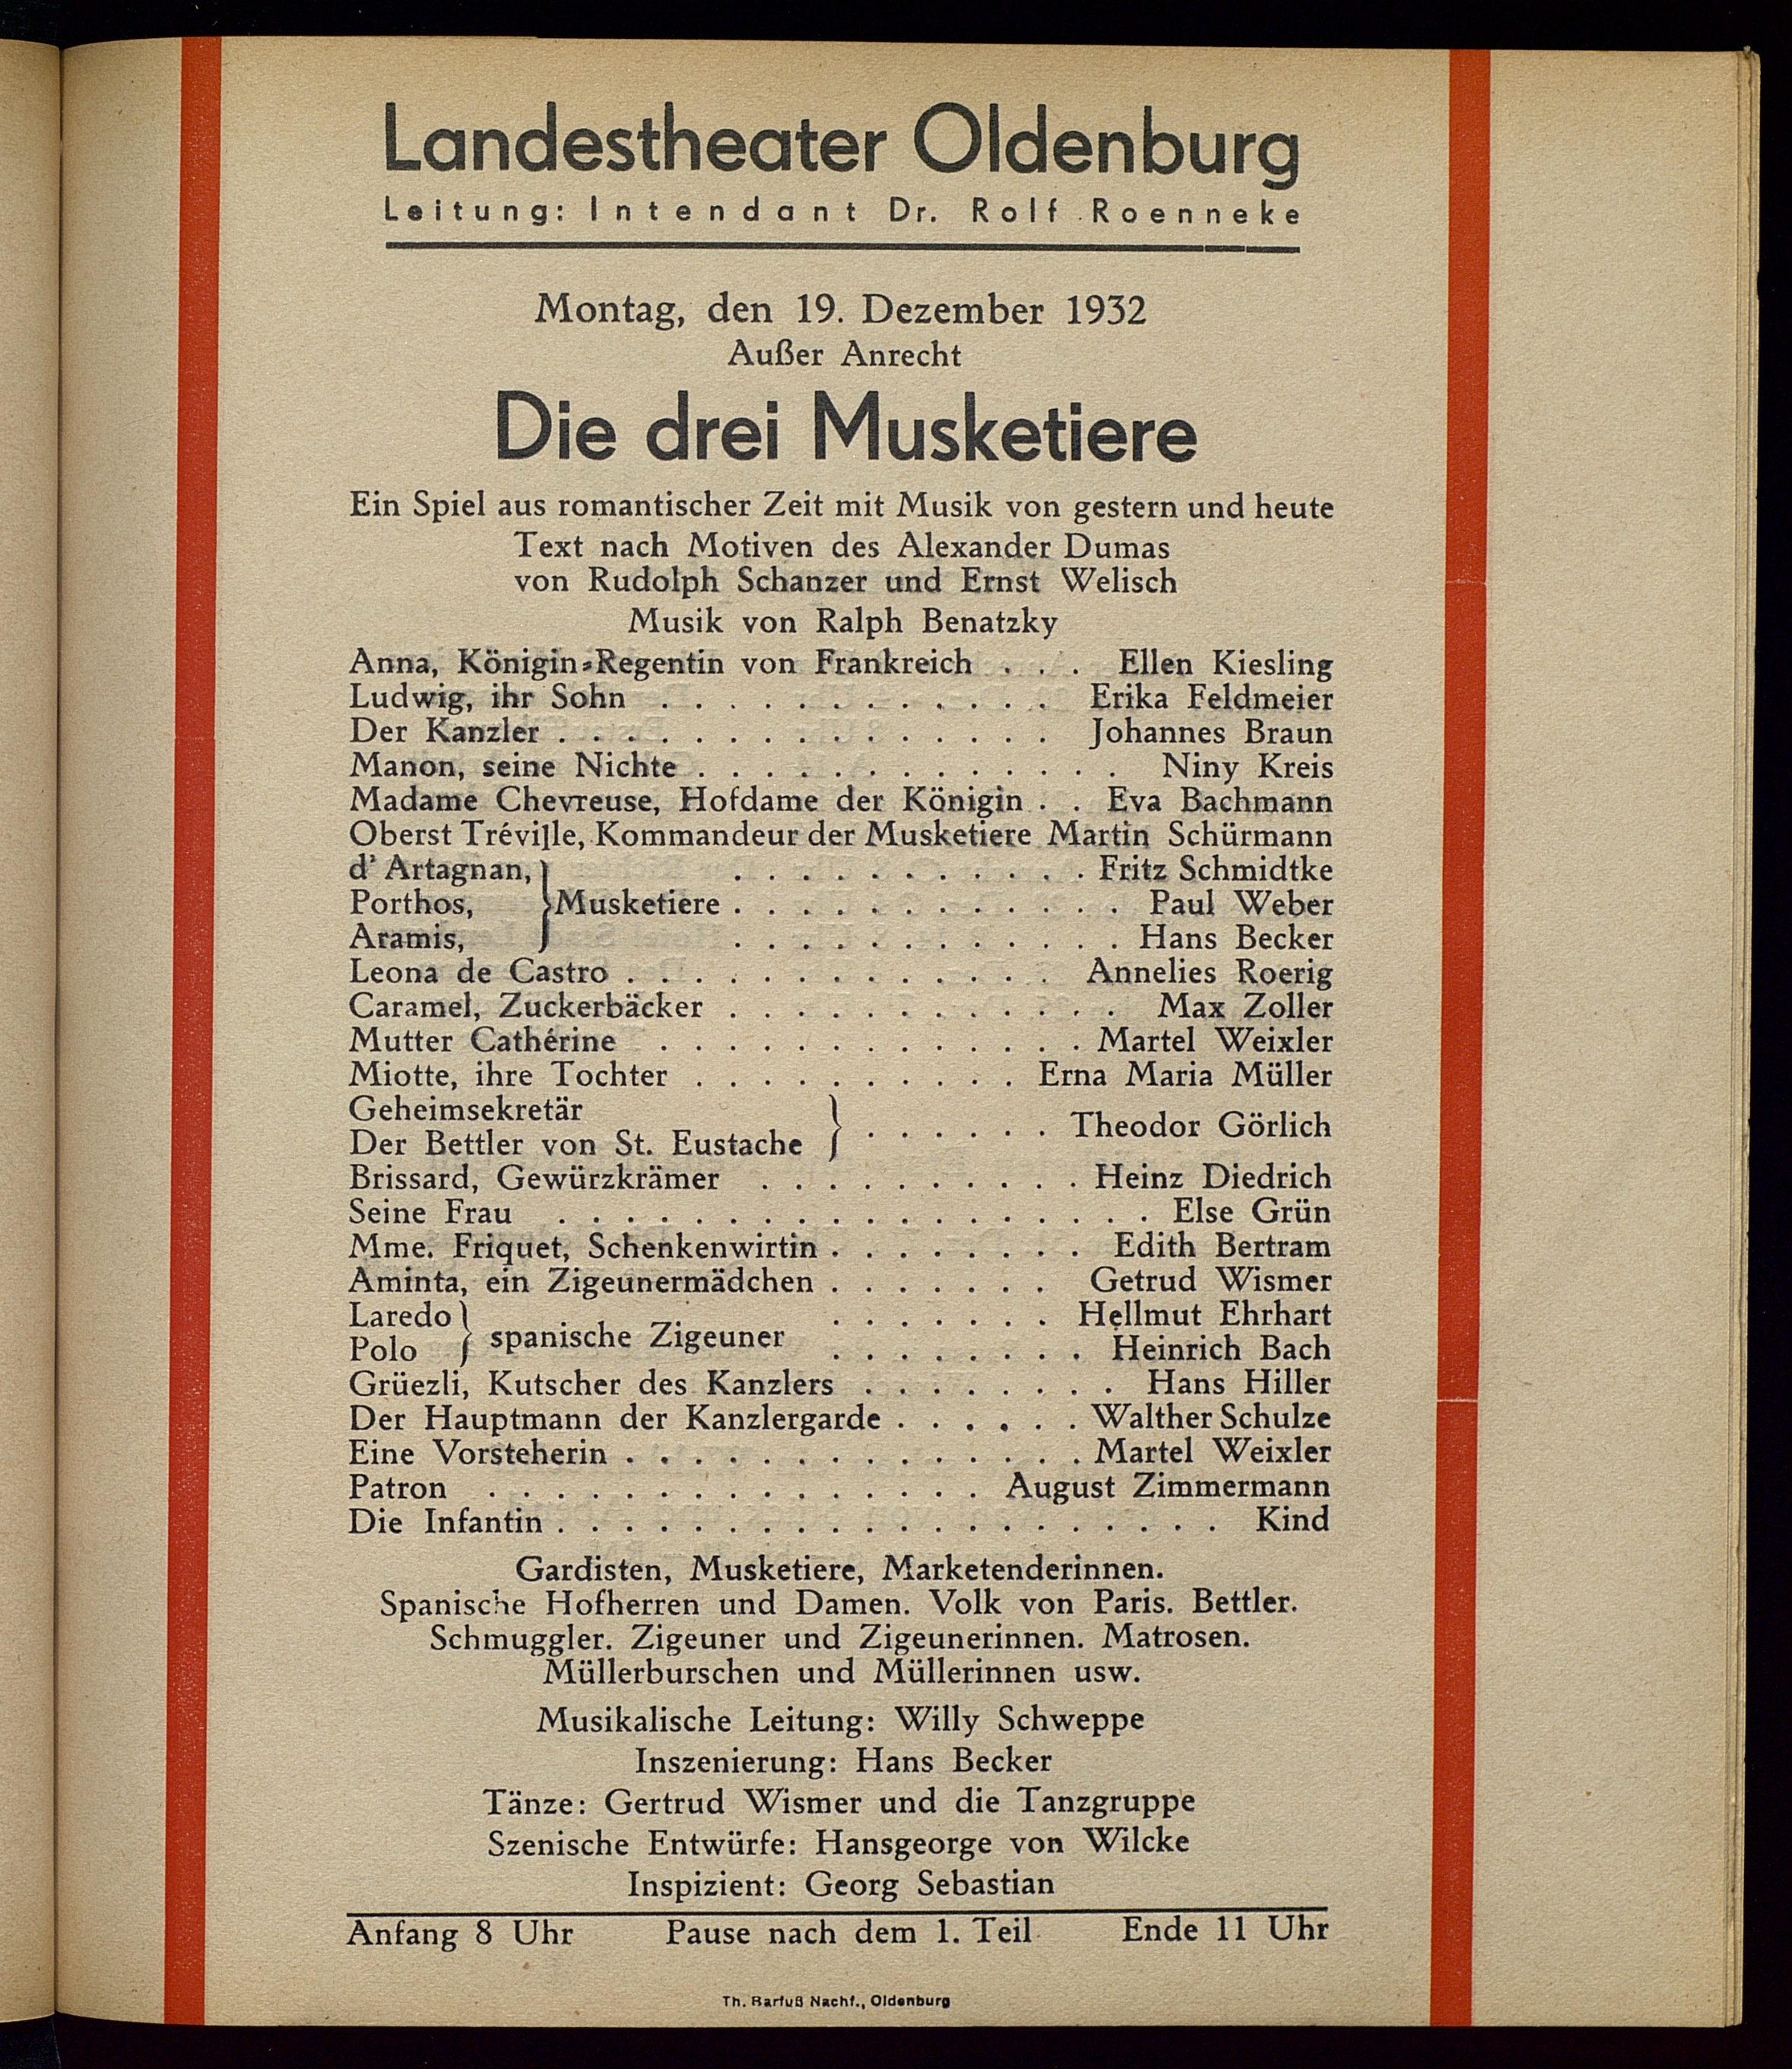 Landestheater Oldenburg
Leitung: Intendant Dr. Rolf Roenneke
Montag, den 19. Dezember 1932
Außer Anrecht
Die drei Musketiere
Ein Spiel aus romantischer Zeit mit Musik von gestern und heute
Text nach Motiven des Alexander Dumas
von Rudolph Schanzer und Ernst Welisch
Musik von Ralph Benatzky
Anna, Königin-Regentin von Frankreich . . . Ellen Kiesling
Ludwig, ihr Sohn . . . . . . . . . . . . Erika Feldmeier
Der Kanzler . . . . . . . . . . . . . . . Johannes Braun
Manon, seine Nichte . . . . . . . . . . . . . Niny Kreis
Madame Chevreuse, Hofdame der Königin . . Eva Bachmann
Oberst Tréville, Kommandeur der Musketiere Martin Schürmann
d'Artagnan, } . . . . . . . . . . . Fritz Schmidtke
Porthos, } Musketiere . . . . . . . . . . . . Paul Weber
Aramis, } . . . . . . . . . . . . Hans Becker
Leona de Castro . . . . . . . . . . . . . Annelies Roerig
Caramel, Zuckerbäcker . . . . . . . . . . . . Max Zoller
Mutter Cathérine . . . . . . . . . . . . . Martel Weixler
Miotte, ihre Tochter . . . . . . . . . . Erna Maria Müller
Geheimsekretär
Der Bettler von St. Eustache } . . . . . . Theodor Görlich
Brissard, Gewürzkrämer . . . . . . . . . . Heinz Diedrich
Seine Frau . . . . . . . . . . . . . . . . . . Else Grün
Mme. Friquet, Schenkenwirtin . . . . . . . . Edith Bertram
Aminta, ein Zigeunermädchen . . . . . . . Getrud Wismer
Laredo } . . . . . . . Hellmut Ehrhart
Polo } spanische Zigeuner . . . . . . . . Heinrich Bach
Grüezli, Kutscher des Kanzlers . . . . . . . . Hans Hiller
Der Hauptmann der Kanzlergarde . . . . . . Walther Schulze
Eine Vorsteherin . . . . . . . . . . . . . . Martel Weixler
Patron . . . . . . . . . . . . . . . August Zimmermann
Die Infantin . . . . . . . . . . . . . . . . . . . . Kind
Gardisten, Musketiere, Marketenderinnen.
Spanische Hofherren und Damen. Volk von Paris. Bettler.
Schmuggler. Zigeuner und Zigeunerinnen. Matrosen.
Müllerburschen und Müllerinnen usw.
Musikalische Leitung: Willy Schweppe
Inszenierung: Hans Becker
Tänze: Gertrud Wismer und die Tanzgruppe
Szenische Entwürfe: Hansgeorge von Wilcke
Inspizient: Georg Sebastian
Anfang 8 Uhr Pause nach dem 1. Teil Ende 11 Uhr
Th. Barfuß Nachf., Oldenburg